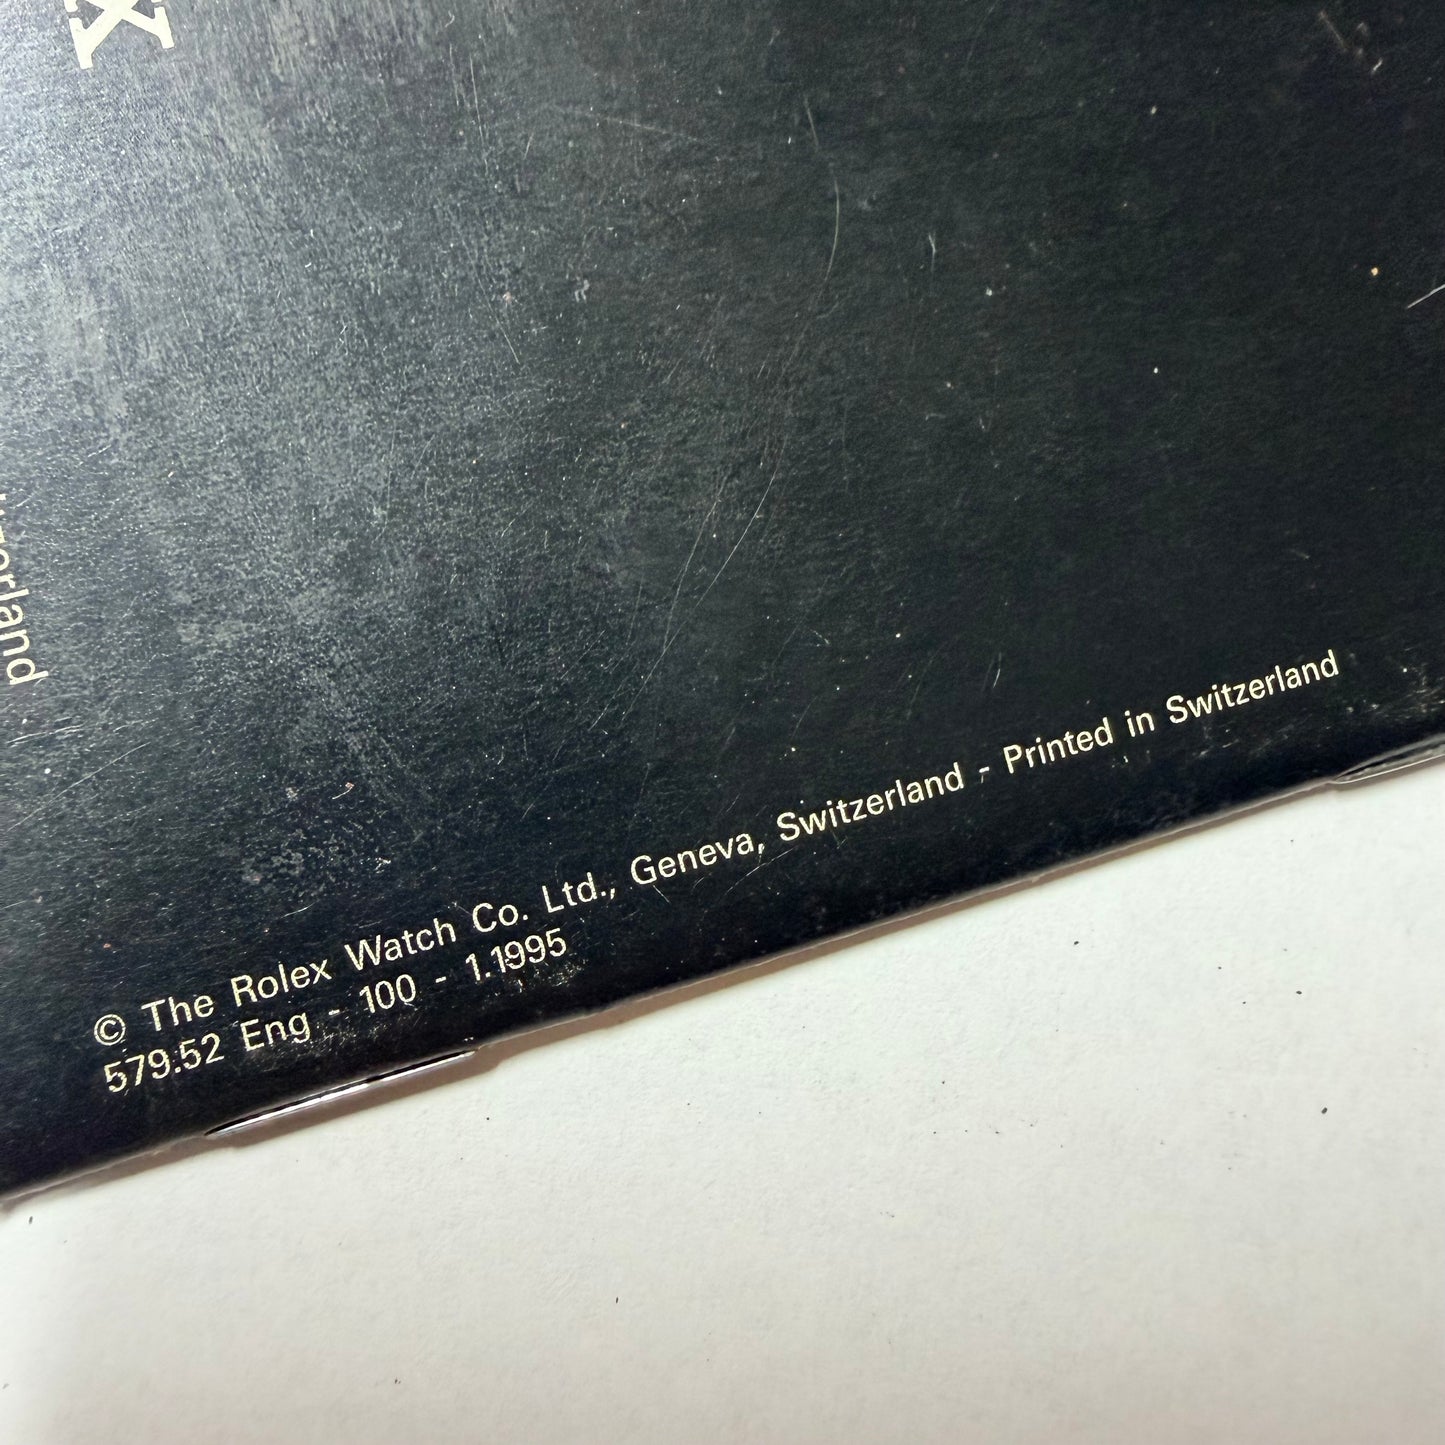 © The Rolex Watch Co. Ltd., Geneva, Switzerland - Printed in Switzerland
579.52 Eng - 100 - 1.1995